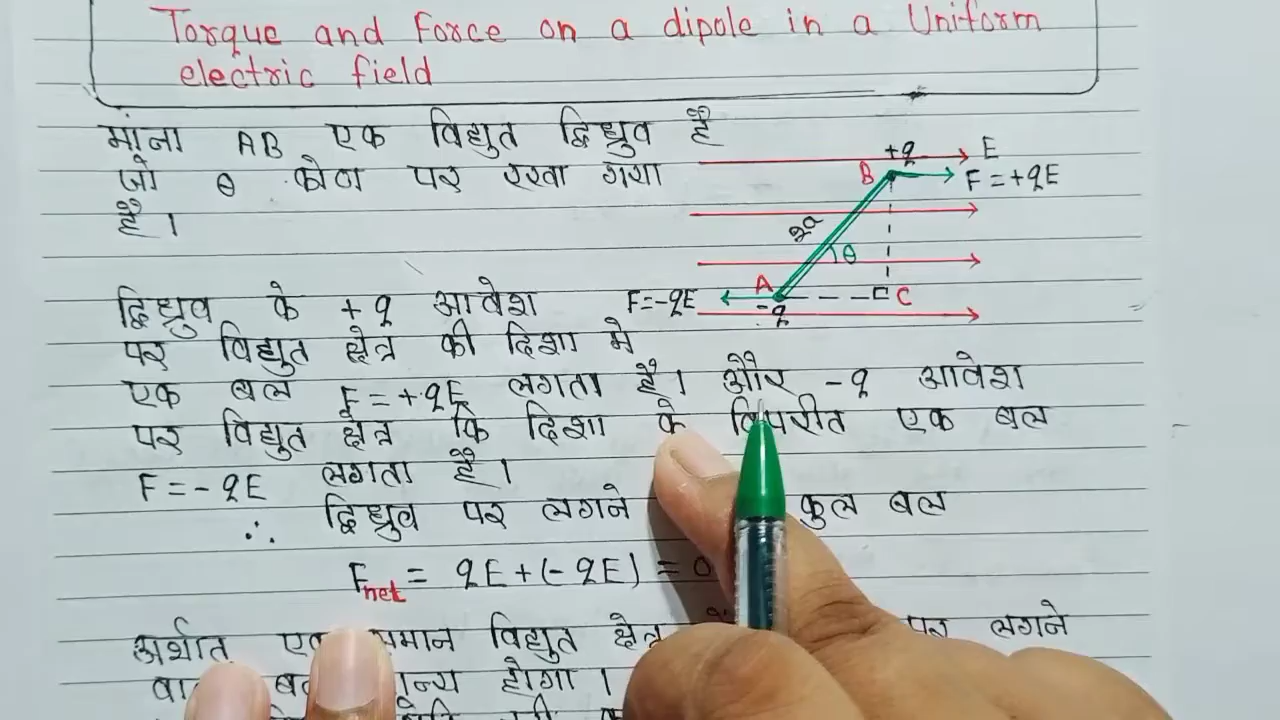 Torque and Force on a dipole in a Uniform
electric field
माना AB एक विद्युत द्विध्रुव है
जो θ कोण पर रखा गया
है।
+q
E
B
F = +qE
2a
θ
A
F=-qE
C
-q
द्विध्रुव के +q आवेश
पर विद्युत क्षेत्र की दिशा मे
एक बल F = +qE लगता है। और -q आवेश
पर विद्युत क्षेत्र कि दिशा के विपरीत एक बल
F = -qE लगता है।
∴ द्विध्रुव पर लगने कुल बल
Fnet = qE+(-qE) = 0
अर्थात विद्युत क्षेत्र पर लगने
होगा।